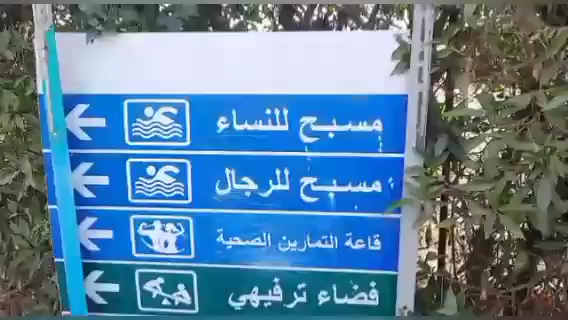 مسبح للنساء
مسبح للرجال
قاعة التمارين الصحية
فضاء ترفيهي